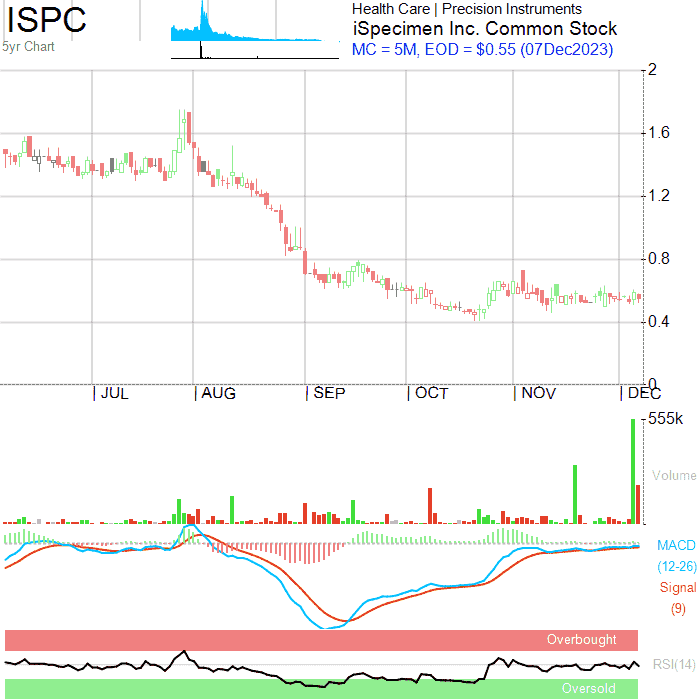 ISPC
5yr Chart
Health Care | Precision Instruments
iSpecimen Inc. Common Stock
MC = 5M, EOD = $0.55 (07Dec2023)
2
1.6
1.2
0.8
0.4
0
JUL AUG SEP OCT NOV DEC
555k
Volume
MACD
(12-26)
Signal
(9)
Overbought
RSI(14)
Oversold